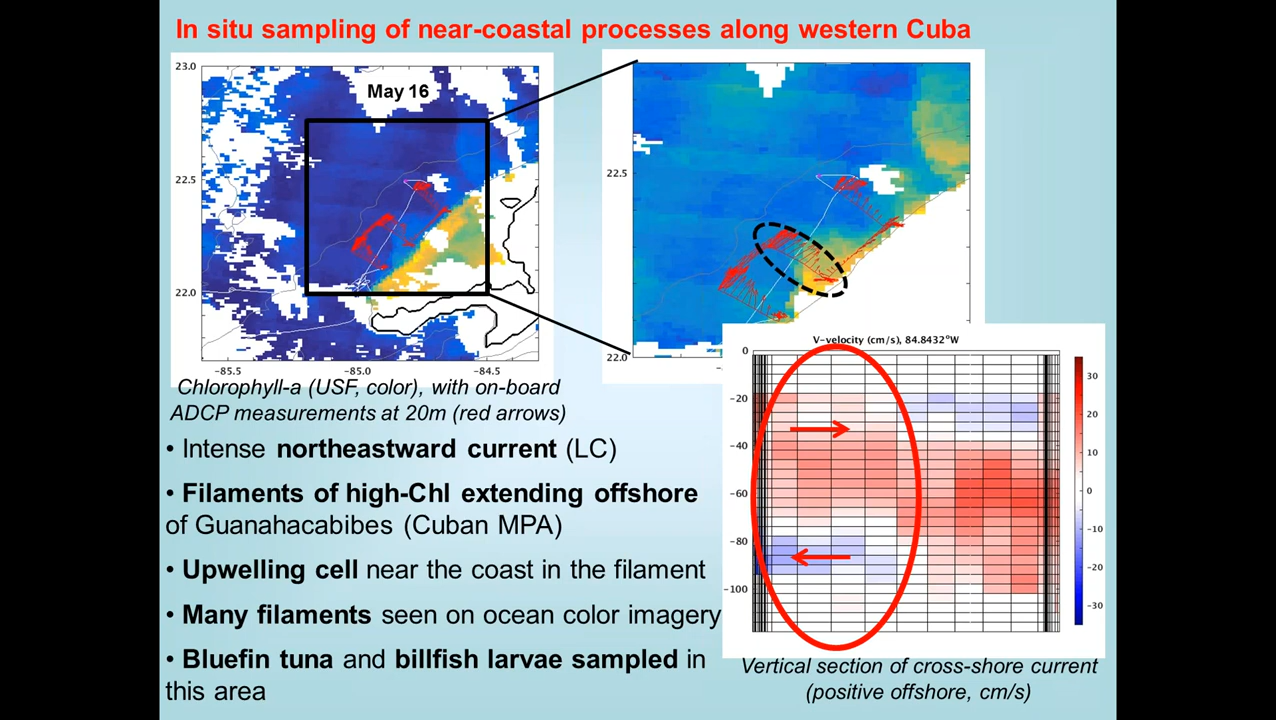 In situ sampling of near-coastal processes along western Cuba
23.0
22.5
22.0
May 16
−85.5
−85.0
−84.5
22.5
22.0
Chlorophyll-a (USF, color), with on-board
ADCP measurements at 20m (red arrows)
• Intense northeastward current (LC)
• Filaments of high-Chl extending offshore
of Guanahacabibes (Cuban MPA)
• Upwelling cell near the coast in the filament
• Many filaments seen on ocean color imagery
• Bluefin tuna and billfish larvae sampled in
this area
V-velocity (cm/s), 84.8432°W
0
−20
−40
−60
−80
−100
30
20
10
0
−10
−20
−30
Vertical section of cross-shore current
(positive offshore, cm/s)